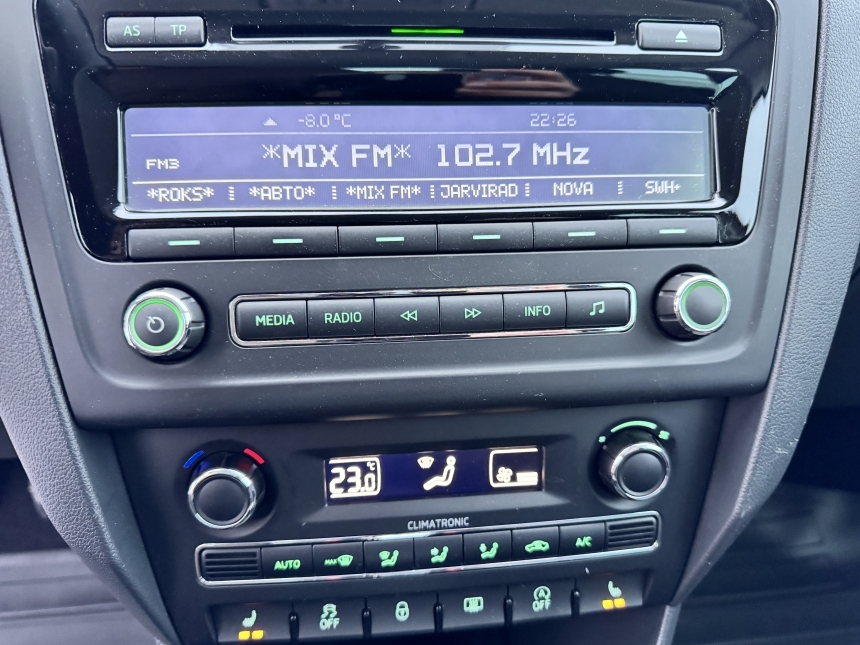 AS TP
-8.0°C 22:26
FM3 *MIX FM* 102.7 MHz
*ROKS* *ABTO* *MIX FM* JARVIRAD NOVA SWH+
MEDIA RADIO INFO
23.0°C
CLIMATRONIC
AUTO MAX A/C
OFF A OFF